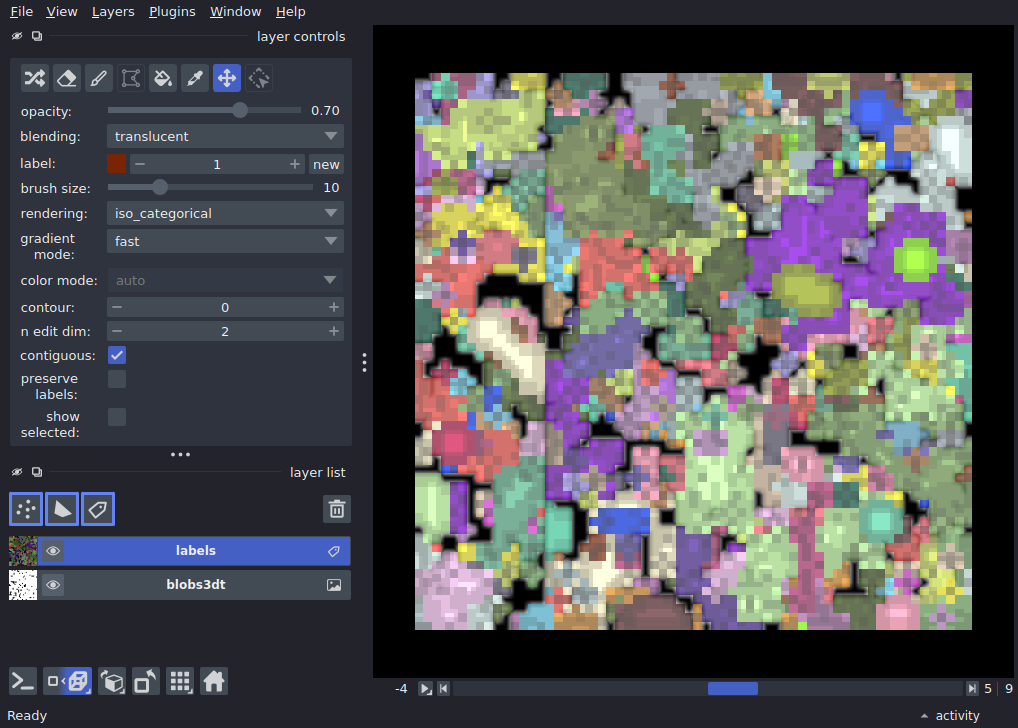 File View Layers Plugins Window Help
layer controls
opacity: 0.70
blending: translucent
label: 1 new
brush size: 10
rendering: iso_categorical
gradient mode: fast
color mode: auto
contour: 0
n edit dim: 2
contiguous:
preserve labels:
show selected:
layer list
labels
blobs3dt
-4 5 9
Ready activity